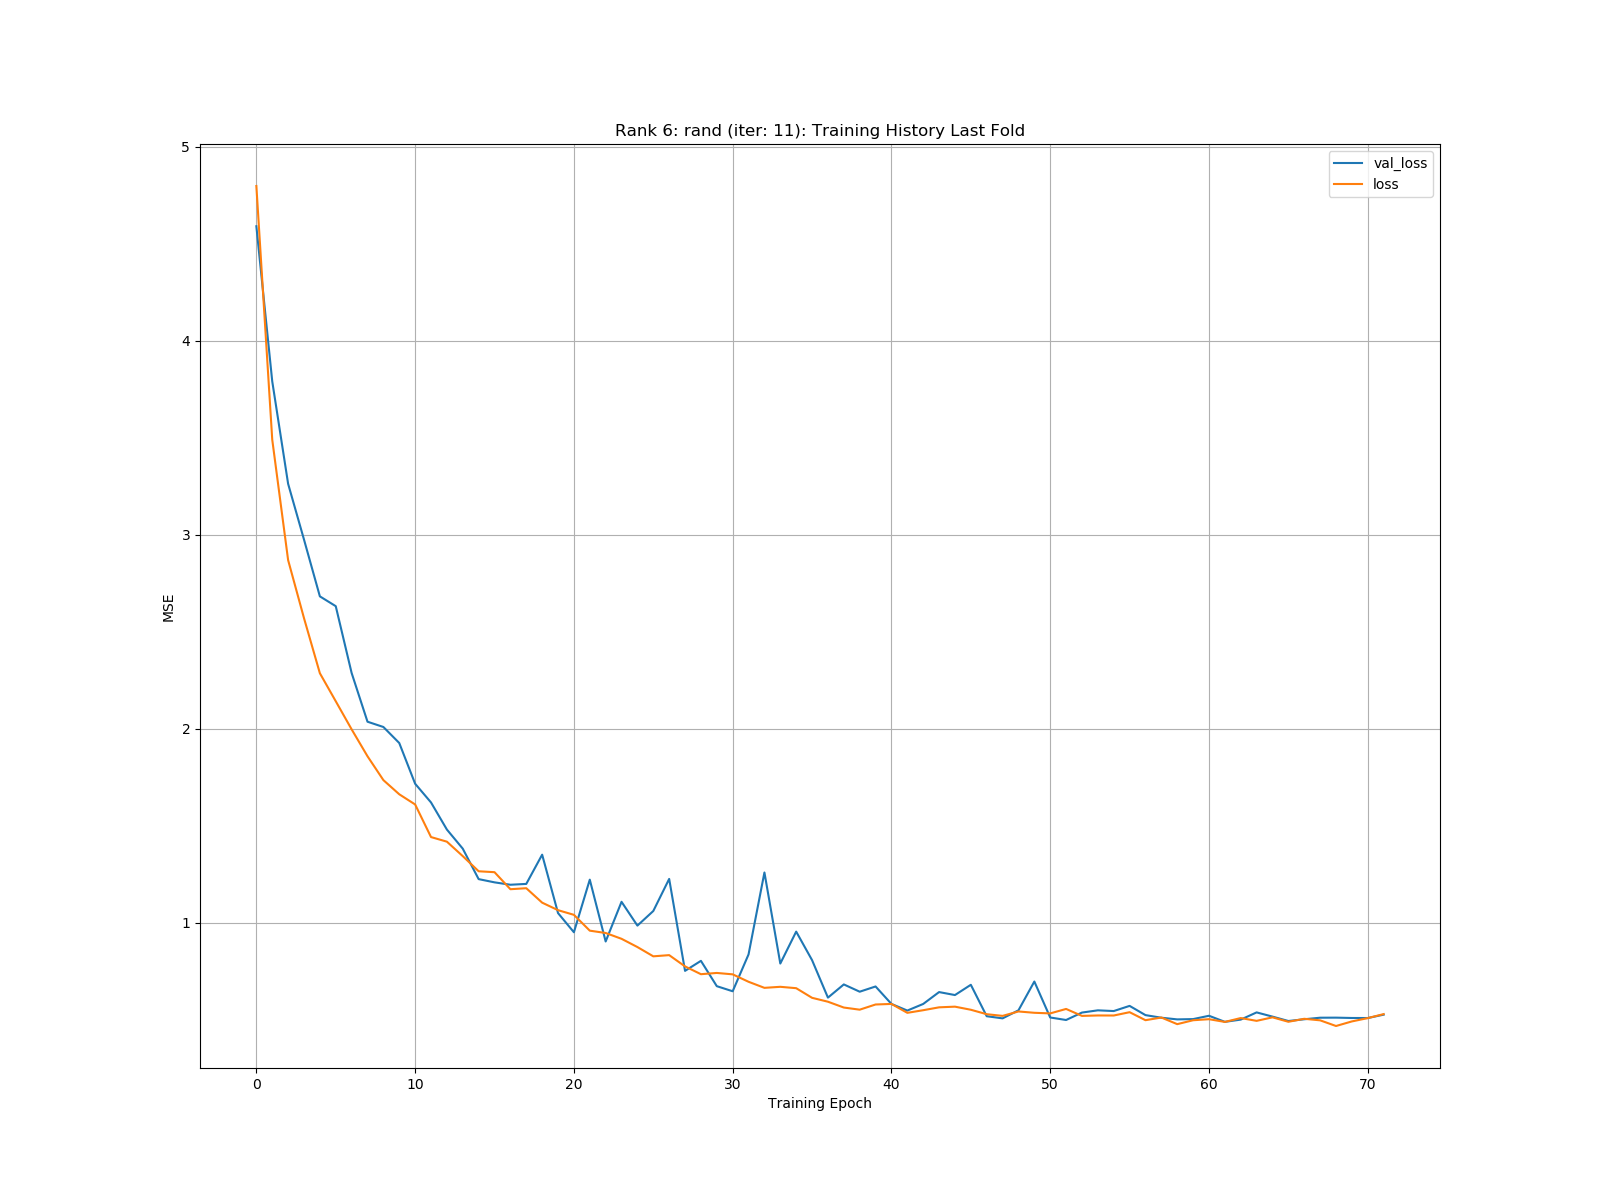 Rank 6: rand (iter: 11): Training History Last Fold
val_loss
loss
5
4
3
2
1
MSE
0 10 20 30 40 50 60 70
Training Epoch